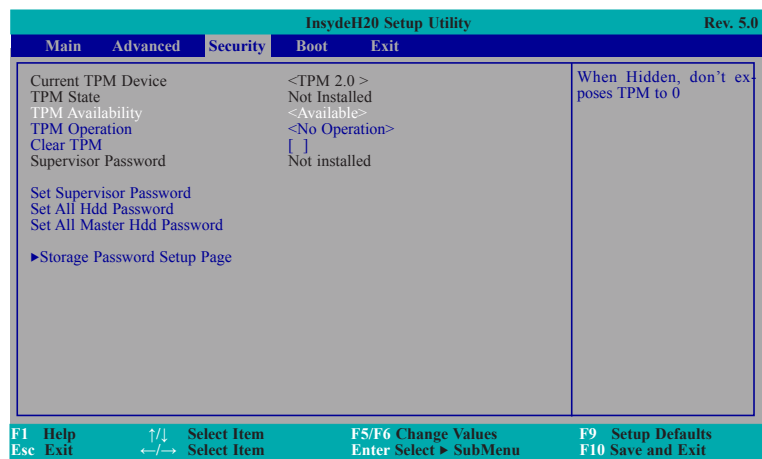 InsydeH20 Setup Utility Rev. 5.0
Main Advanced Security Boot Exit
Current TPM Device <TPM 2.0 >
TPM State Not Installed
TPM Availability <Available>
TPM Operation <No Operation>
Clear TPM [ ]
Supervisor Password Not installed
Set Supervisor Password
Set All Hdd Password
Set All Master Hdd Password
►Storage Password Setup Page
When Hidden, don't ex-
poses TPM to 0
F1 Help ↑/↓ Select Item F5/F6 Change Values F9 Setup Defaults
Esc Exit ←/→ Select Item Enter Select ► SubMenu F10 Save and Exit